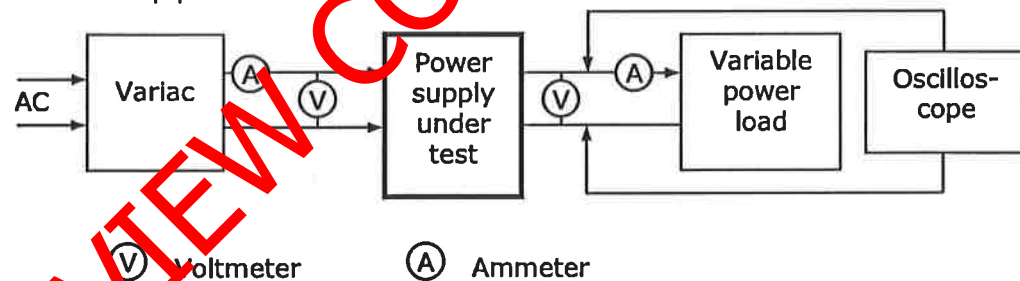 AC
Variac
A
V
Power
supply
under
test
V
A
Variable
power
load
Oscillos-
cope
V Voltmeter
A Ammeter